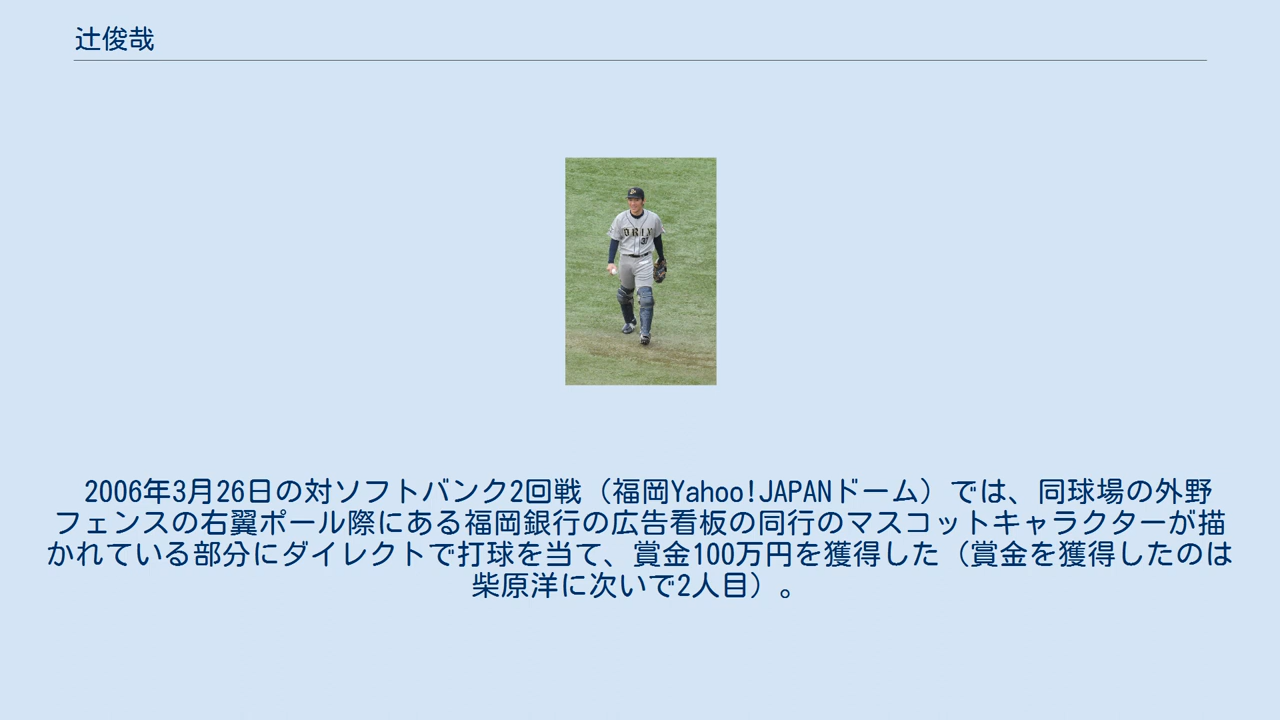 辻俊哉
2006年3月26日の対ソフトバンク2回戦（福岡Yahoo!JAPANドーム）では、同球場の外野
フェンスの右翼ポール際にある福岡銀行の広告看板の同行のマスコットキャラクターが描
かれている部分にダイレクトで打球を当て、賞金100万円を獲得した（賞金を獲得したのは
柴原洋に次いで2人目）。